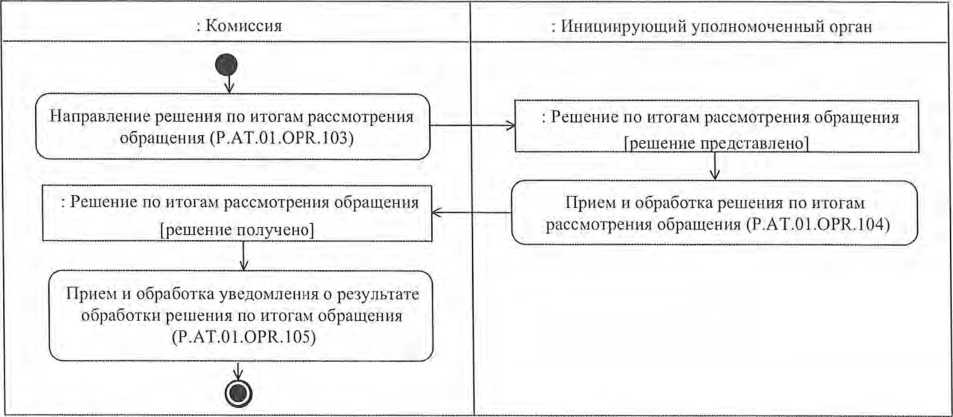 : Комиссия
: Инициирующий уполномоченный орган
Направление решения по итогам рассмотрения
обращения (P.AT.01.OPR.103)
: Решение по итогам рассмотрения обращения
[решение представлено]
Прием и обработка решения по итогам
рассмотрения обращения (P.AT.01.OPR.104)
: Решение по итогам рассмотрения обращения
[решение получено]
Прием и обработка уведомления о результате
обработки решения по итогам обращения
(P.AT.01.OPR.105)